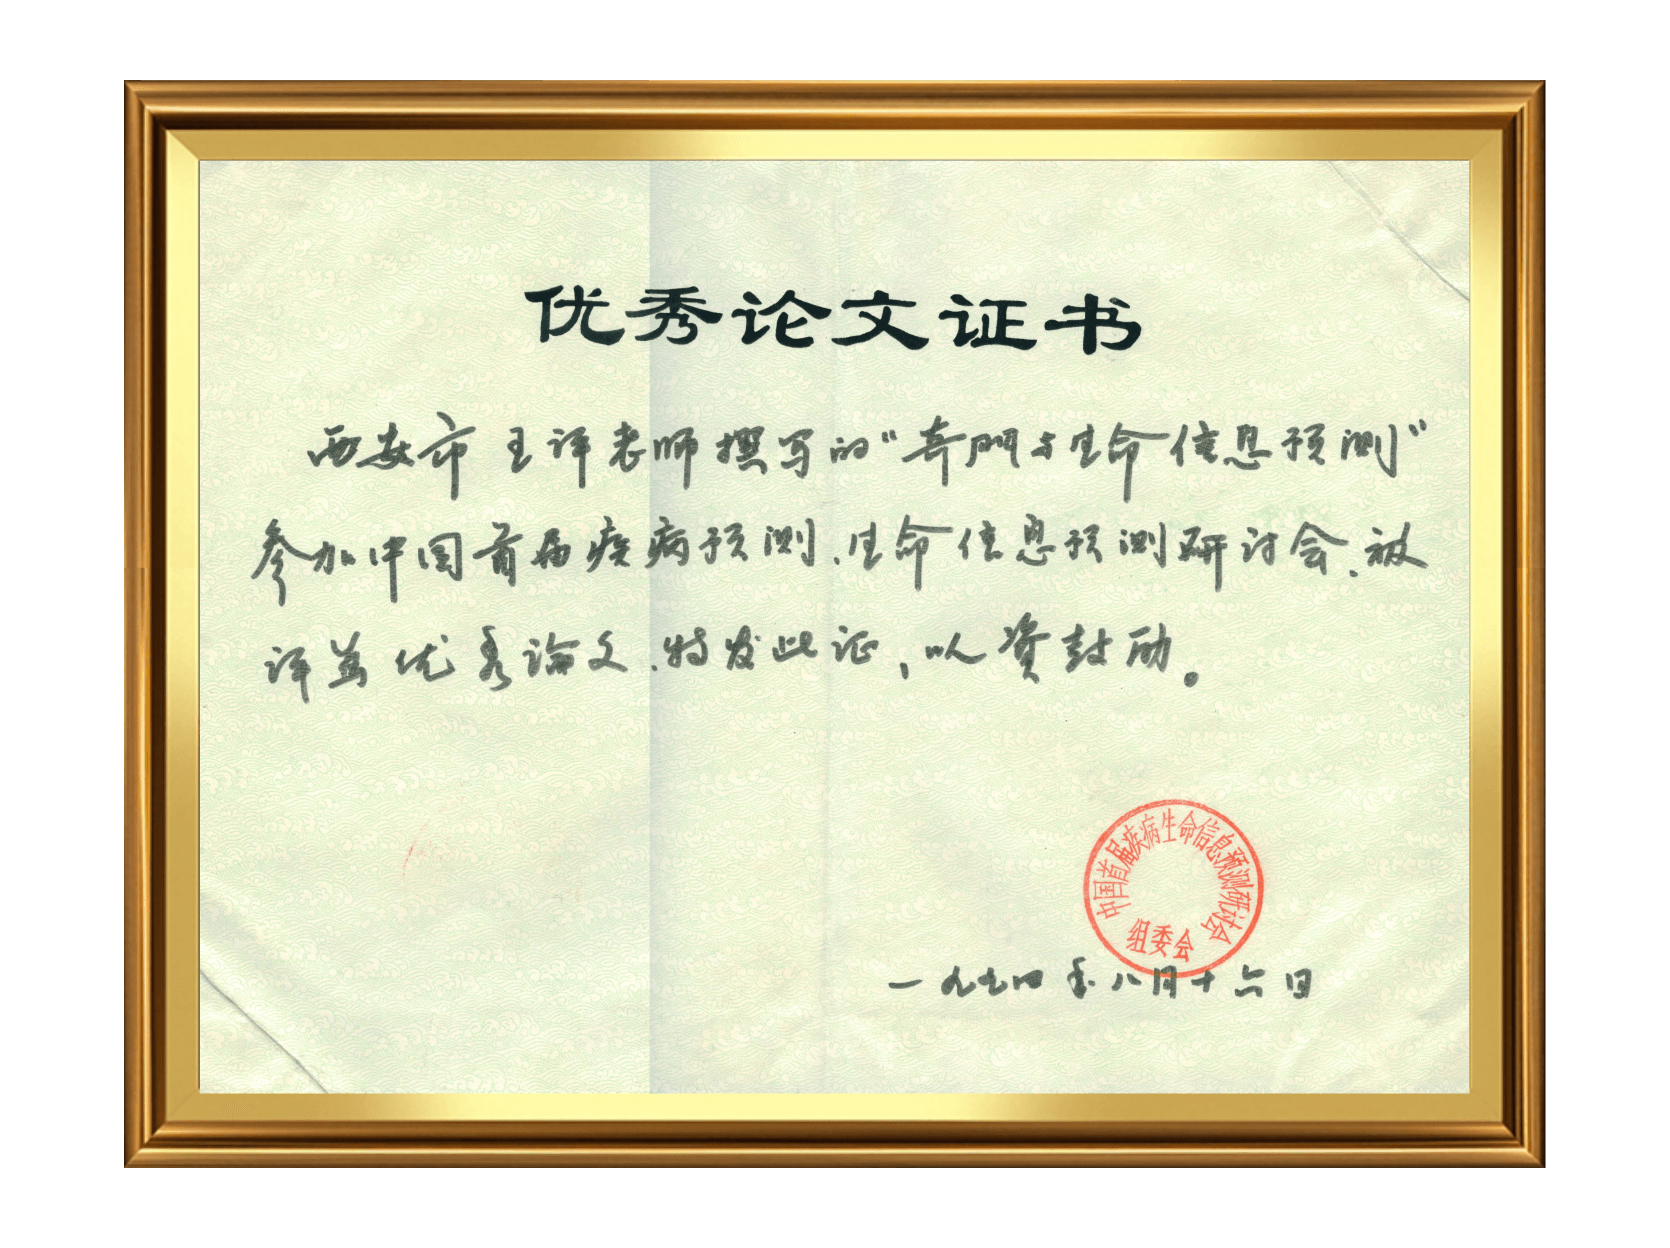 优秀论文证书
西安市王评老师撰写的“奇门与生命信息预测”
参加中国首届疾病预测、生命信息预测研讨会、被
评为优秀论文、特发此证，以资鼓励。
中国首届疾病生命信息预测研讨会
组委会
一九九四年八月十六日